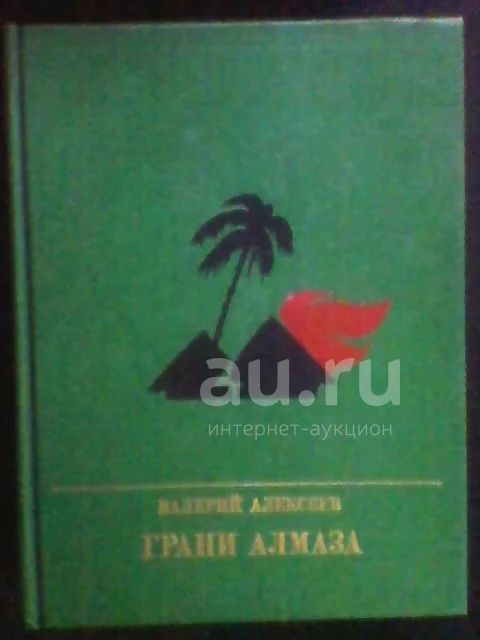 au.ru
интернет-аукцион
ВАЛЕРИЙ АЛЕКСЕЕВ
ГРАНИ АЛМАЗА